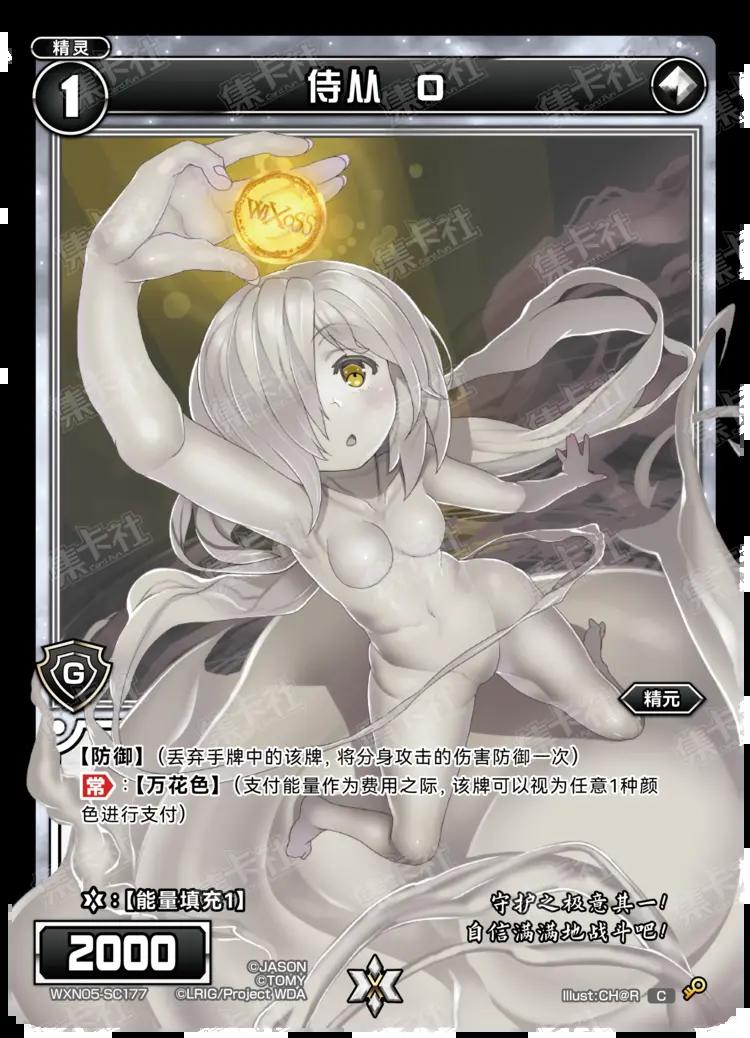 精灵
1
侍从 O
WIXOSS
G
精元
【防御】（丢弃手牌中的该牌, 将分身攻击的伤害防御一次）
常：【万花色】（支付能量作为费用之际, 该牌可以视为任意1种颜
色进行支付）
：【能量填充1】
守护之极意其一!
自信满满地战斗吧!
2000
©JASON
©TOMY
WXN05-SC177 ©LRIG/Project WDA
Illust:CH@R C
集卡社